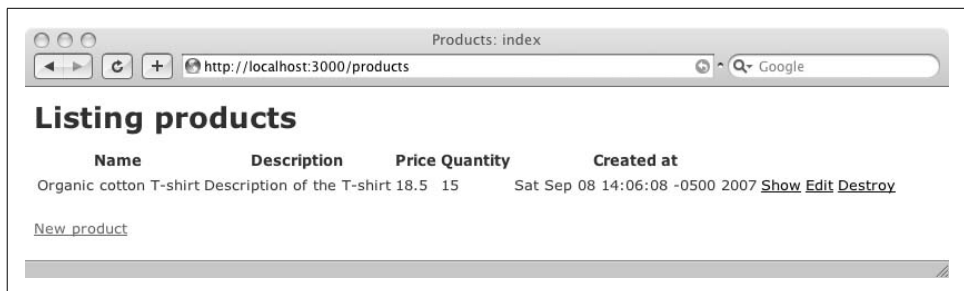 Products: index
http://localhost:3000/products
Google
Listing products
Name Description Price Quantity Created at
Organic cotton T-shirt Description of the T-shirt 18.5 15 Sat Sep 08 14:06:08 -0500 2007 Show Edit Destroy
New product